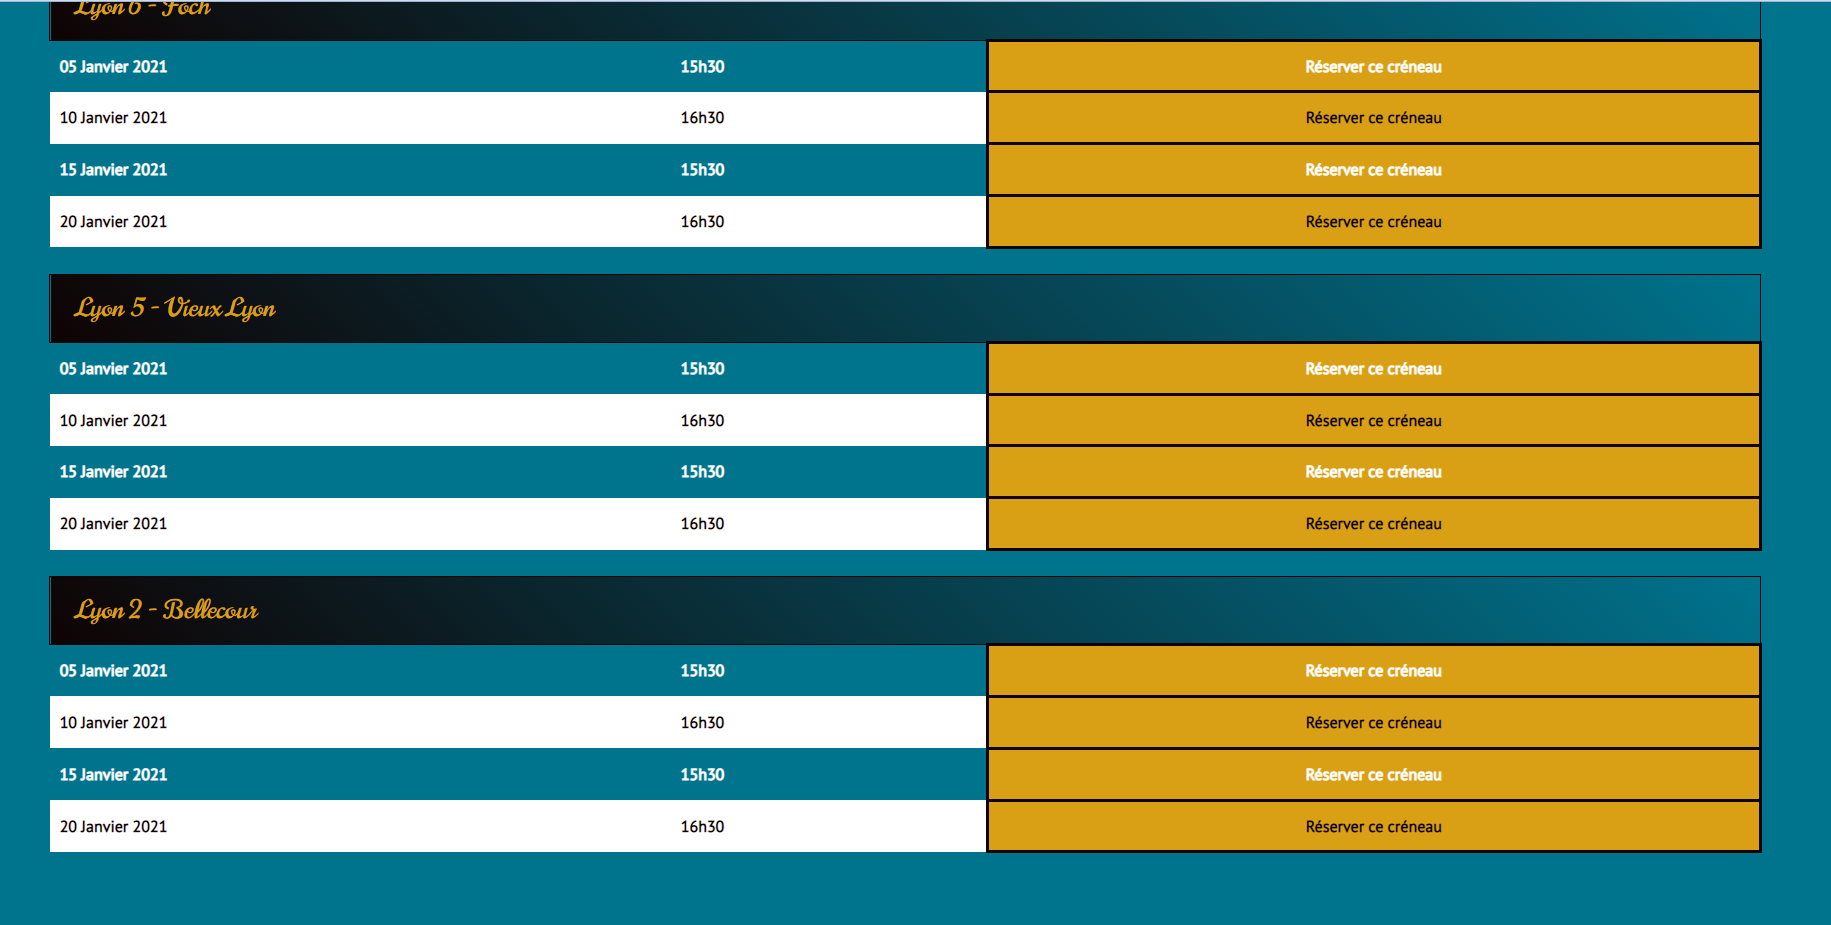 Lyon 6 - Foch
05 Janvier 2021 15h30 Réserver ce créneau
10 Janvier 2021 16h30 Réserver ce créneau
15 Janvier 2021 15h30 Réserver ce créneau
20 Janvier 2021 16h30 Réserver ce créneau
Lyon 5 - Vieux Lyon
05 Janvier 2021 15h30 Réserver ce créneau
10 Janvier 2021 16h30 Réserver ce créneau
15 Janvier 2021 15h30 Réserver ce créneau
20 Janvier 2021 16h30 Réserver ce créneau
Lyon 2 - Bellecour
05 Janvier 2021 15h30 Réserver ce créneau
10 Janvier 2021 16h30 Réserver ce créneau
15 Janvier 2021 15h30 Réserver ce créneau
20 Janvier 2021 16h30 Réserver ce créneau